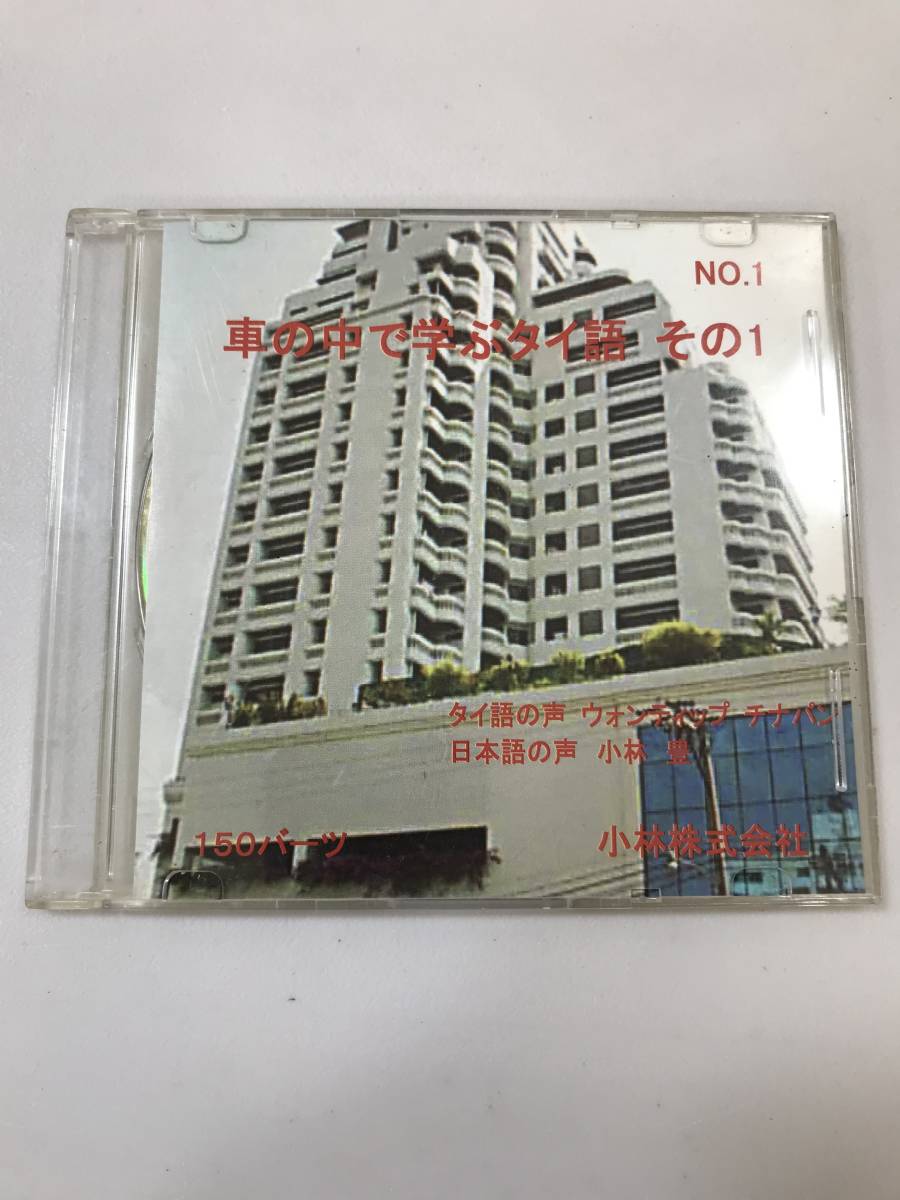 NO.1
車の中で学ぶタイ語 その1
タイ語の声 ウォンティップ チナパン
日本語の声 小林 豊
150バーツ
小林株式会社